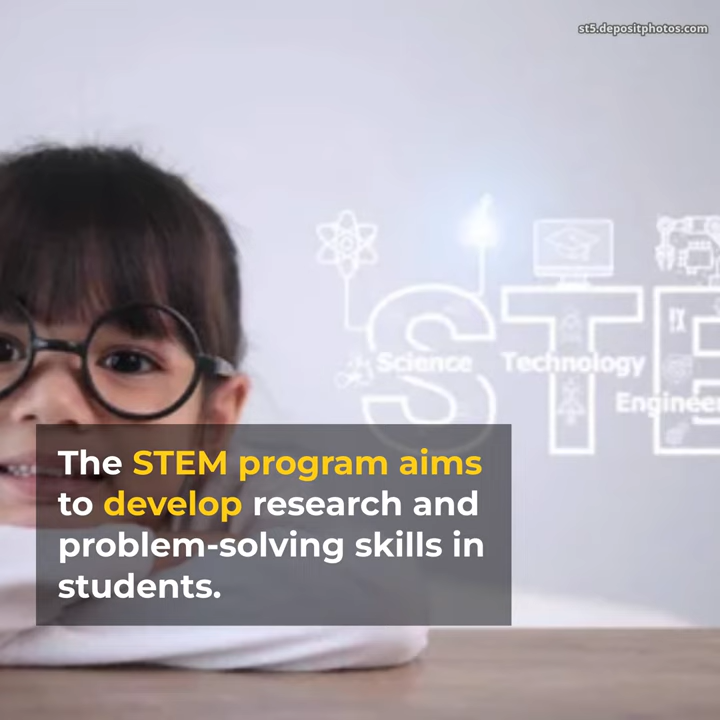 st5.depositphotos.com
STE
Science Technology
Engineer
The STEM program aims
to develop research and
problem-solving skills in
students.